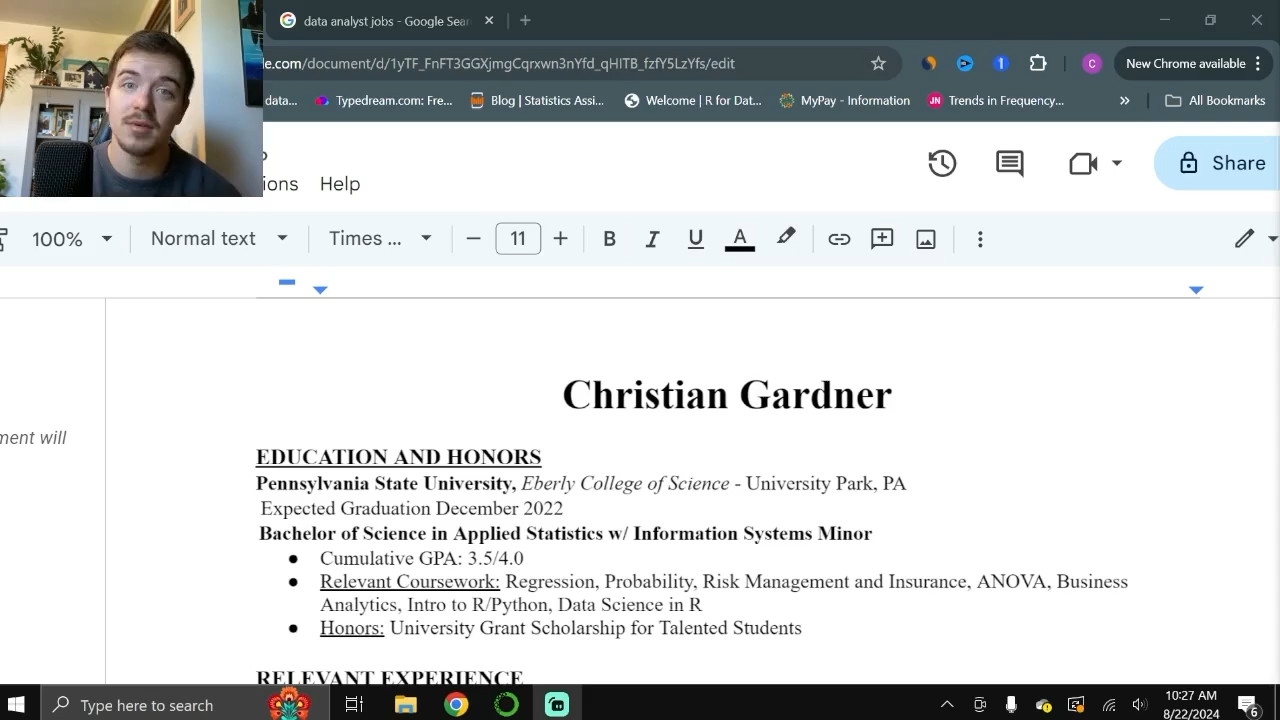 data analyst jobs - Google Sear
le.com/document/d/1yTF_FnFT3GGXjmgCqrxwn3nYfd_qHITB_fzfY5LzYfs/edit
1
C
New Chrome available
data...
Typedream.com: Fre...
Blog | Statistics Assi...
Welcome | R for Dat...
MyPay - Information
JN Trends in Frequency...
All Bookmarks
ions Help
Share
100%
Normal text
Times ...
11
B I U A
ment will
Christian Gardner
EDUCATION AND HONORS
Pennsylvania State University, Eberly College of Science - University Park, PA
Expected Graduation December 2022
Bachelor of Science in Applied Statistics w/ Information Systems Minor
● Cumulative GPA: 3.5/4.0
● Relevant Coursework: Regression, Probability, Risk Management and Insurance, ANOVA, Business
Analytics, Intro to R/Python, Data Science in R
● Honors: University Grant Scholarship for Talented Students
RELEVANT EXPERIENCE
Type here to search
10:27 AM
8/22/2024
6